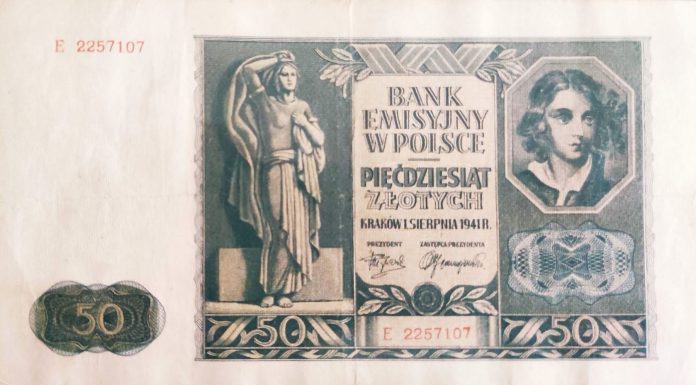 E 2257107
BANK
EMISYJNY
W POLSCE
PIĘĆDZIESIĄT
ZŁOTYCH
KRAKÓW 1. SIERPNIA 1941 R.
PREZYDENT ZASTĘPCA PREZYDENTA
50
50
E 2257107
50